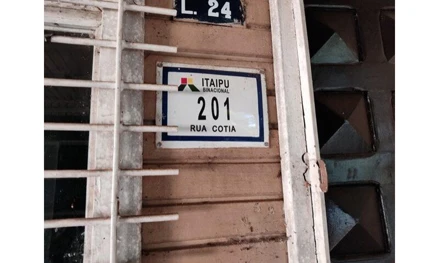 L. 24
ITAIPU
BINACIONAL
201
RUA COTIA